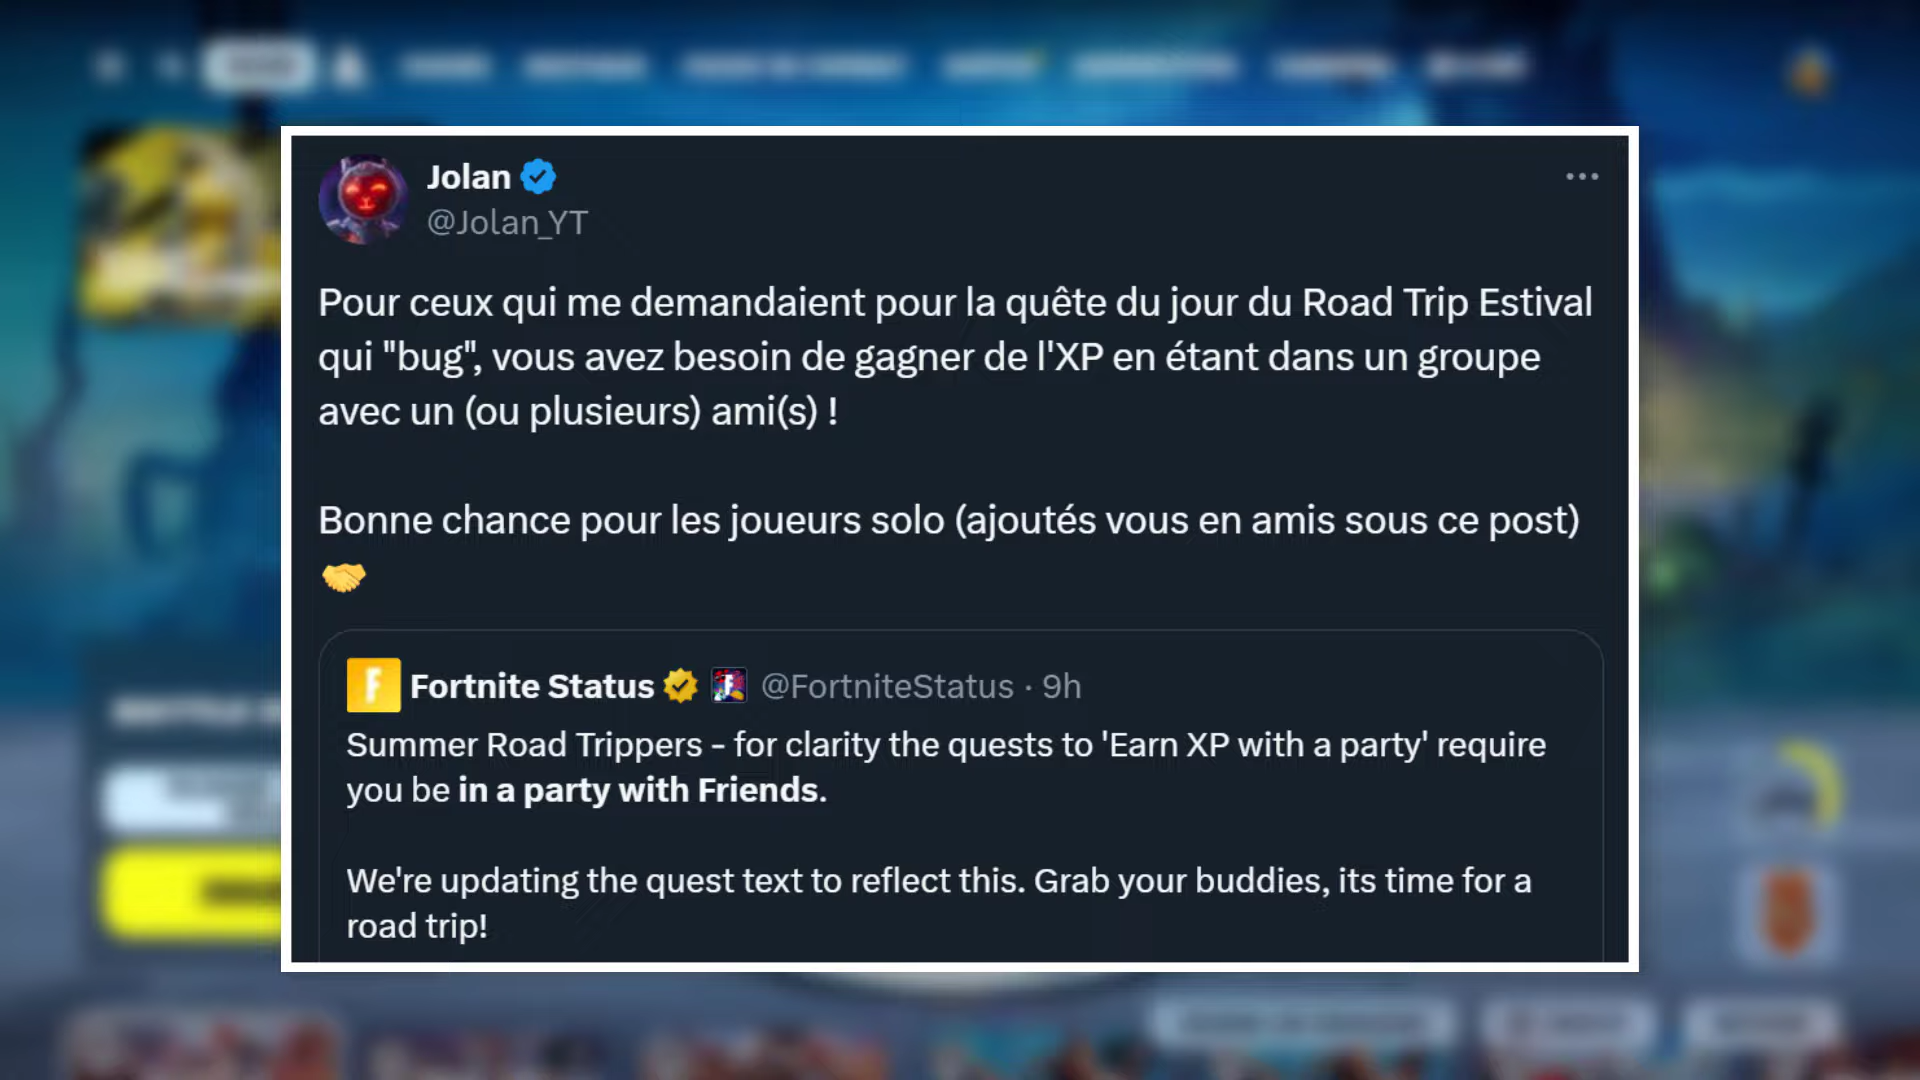 Jolan
@Jolan_YT
Pour ceux qui me demandaient pour la quête du jour du Road Trip Estival
qui "bug", vous avez besoin de gagner de l'XP en étant dans un groupe
avec un (ou plusieurs) ami(s) !
Bonne chance pour les joueurs solo (ajoutés vous en amis sous ce post)
🤝
Fortnite Status @FortniteStatus · 9h
Summer Road Trippers - for clarity the quests to 'Earn XP with a party' require
you be in a party with Friends.
We're updating the quest text to reflect this. Grab your buddies, its time for a
road trip!